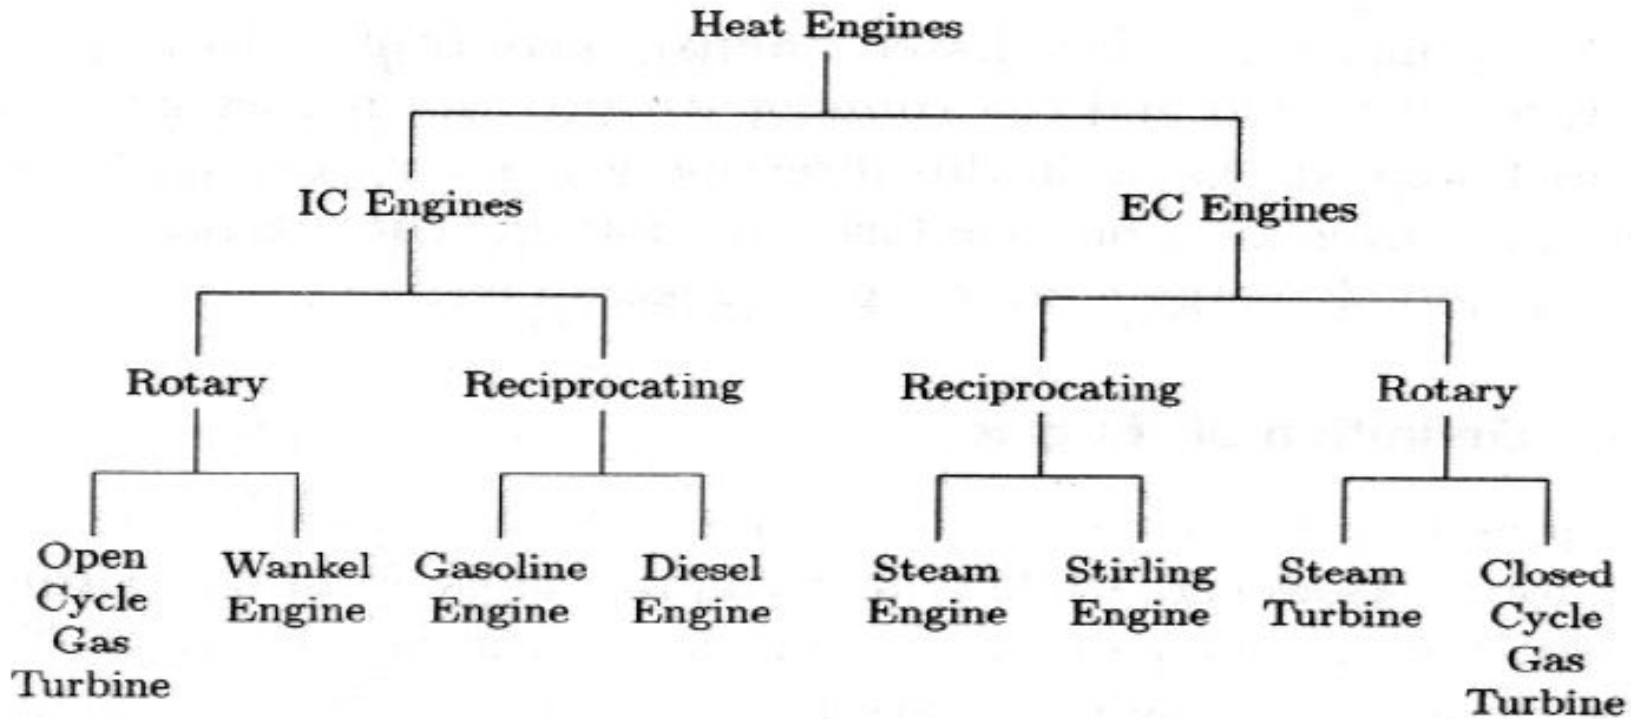 Heat Engines
IC Engines
EC Engines
Rotary
Reciprocating
Reciprocating
Rotary
Open
Cycle
Gas
Turbine
Wankel
Engine
Gasoline
Engine
Diesel
Engine
Steam
Engine
Stirling
Engine
Steam
Turbine
Closed
Cycle
Gas
Turbine